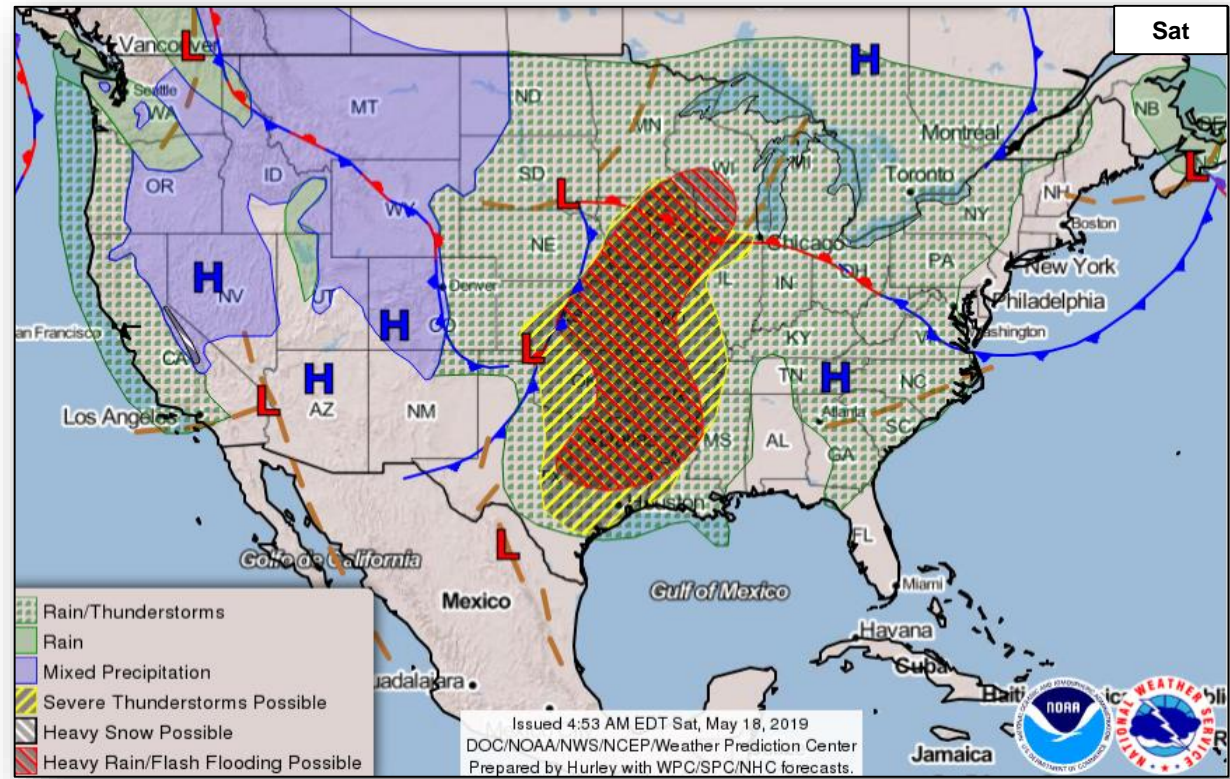 Sat
Vancouver
Seattle
WA
MT
ND
MN
NB
Montreal
OR
ID
SD
WI
MI
Toronto
WY
NH
NY
Boston
NE
Chicago
H
NV
UT
Denver
CO
IL
IN
OH
PA
New York
Philadelphia
an Francisco
CA
KY
Washington
H
H
L
L
L
L
L
L
H
H
TN
NC
Los Angeles
AZ
NM
Atlanta
SC
MS
AL
GA
Houston
FL
Golfo de California
Mexico
Gulf of Mexico
Miami
Havana
Cuba
uadalajara
Jamaica
Rain/Thunderstorms
Rain
Mixed Precipitation
Severe Thunderstorms Possible
Heavy Snow Possible
Heavy Rain/Flash Flooding Possible
Issued 4:53 AM EDT Sat, May 18, 2019
DOC/NOAA/NWS/NCEP/Weather Prediction Center
Prepared by Hurley with WPC/SPC/NHC forecasts.
NOAA
NATIONAL WEATHER SERVICE